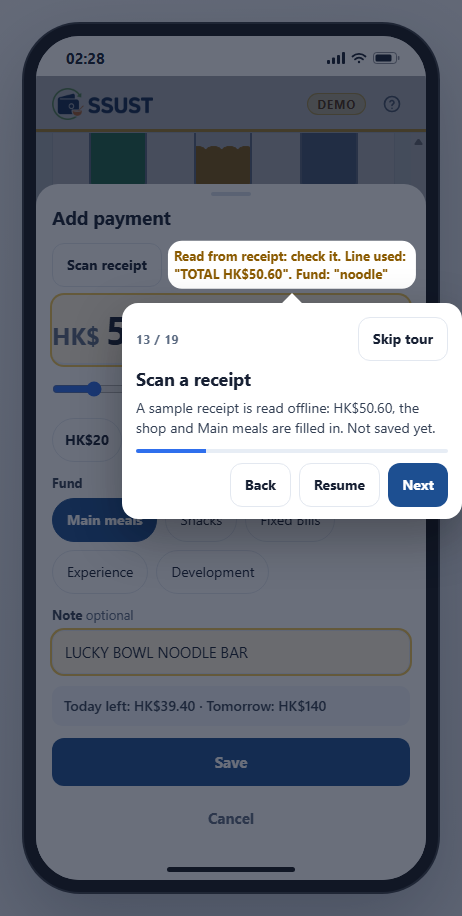 02:28
SSUST
DEMO
?
Add payment
Scan receipt
Read from receipt: check it. Line used:
"TOTAL HK$50.60". Fund: "noodle"
HK$ 5
13 / 19
Skip tour
Scan a receipt
A sample receipt is read offline: HK$50.60, the
shop and Main meals are filled in. Not saved yet.
HK$20
Back
Resume
Next
Fund
Main meals
Snacks
Fixed Bills
Experience
Development
Note optional
LUCKY BOWL NOODLE BAR
Today left: HK$39.40 · Tomorrow: HK$140
Save
Cancel